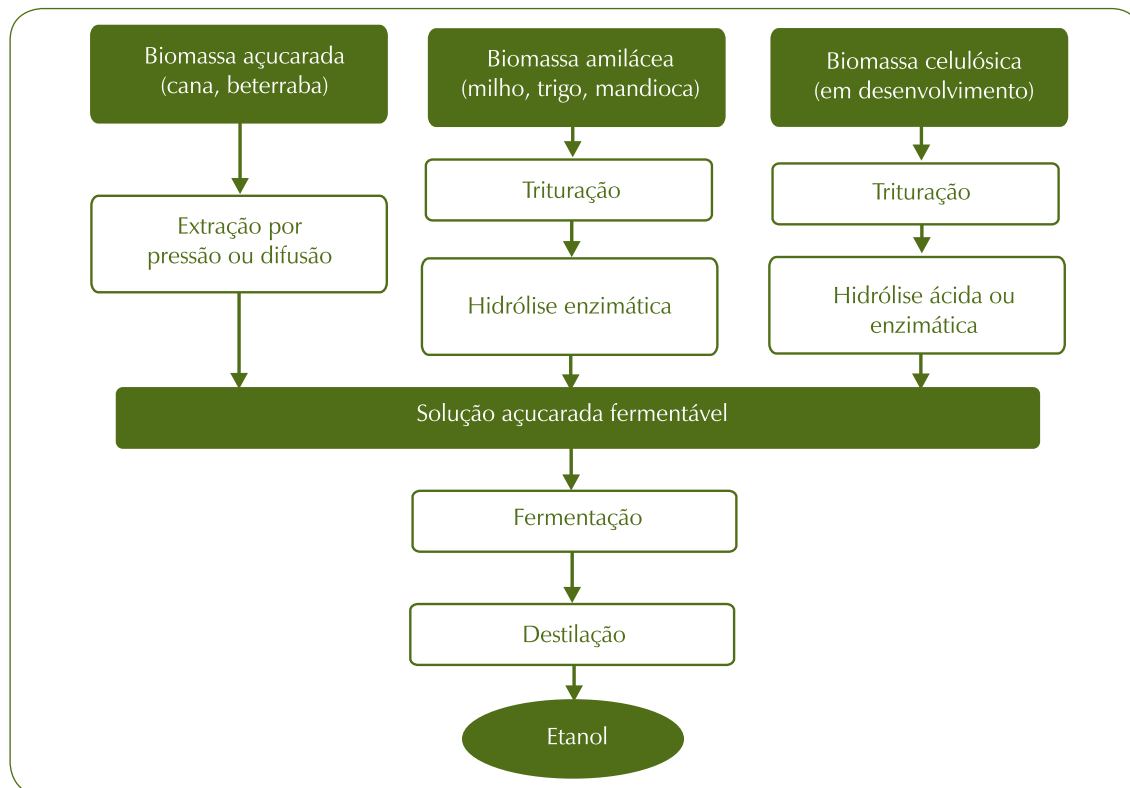 Biomassa açucarada
(cana, beterraba)
Biomassa amilácea
(milho, trigo, mandioca)
Biomassa celulósica
(em desenvolvimento)
Extração por
pressão ou difusão
Trituração
Trituração
Hidrólise enzimática
Hidrólise ácida ou
enzimática
Solução açucarada fermentável
Fermentação
Destilação
Etanol